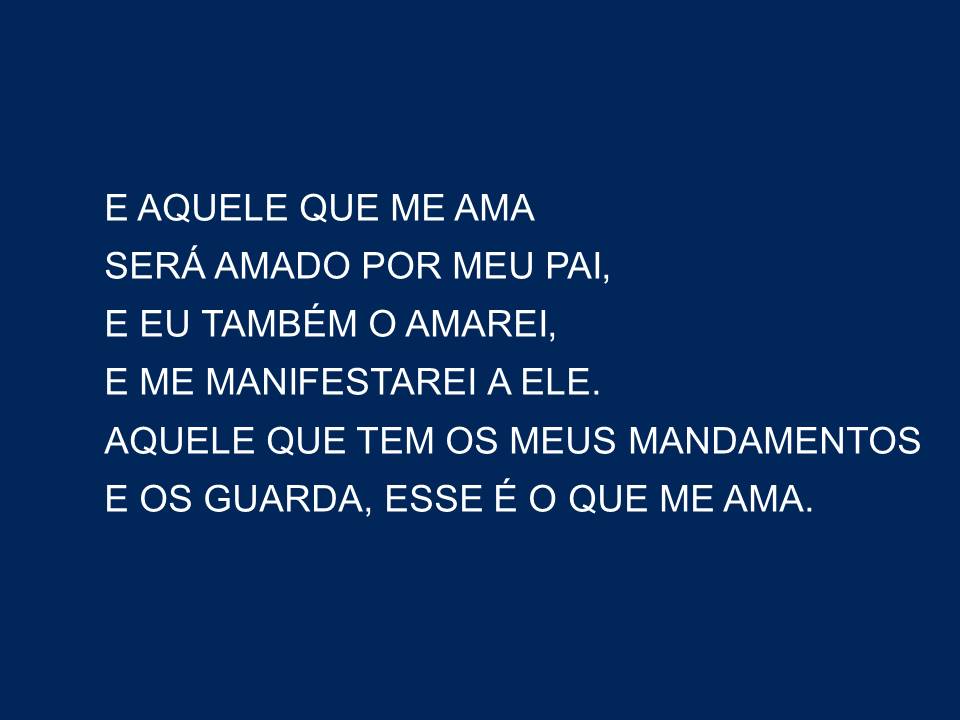 E AQUELE QUE ME AMA
SERÁ AMADO POR MEU PAI,
E EU TAMBÉM O AMAREI,
E ME MANIFESTAREI A ELE.
AQUELE QUE TEM OS MEUS MANDAMENTOS
E OS GUARDA, ESSE É O QUE ME AMA.